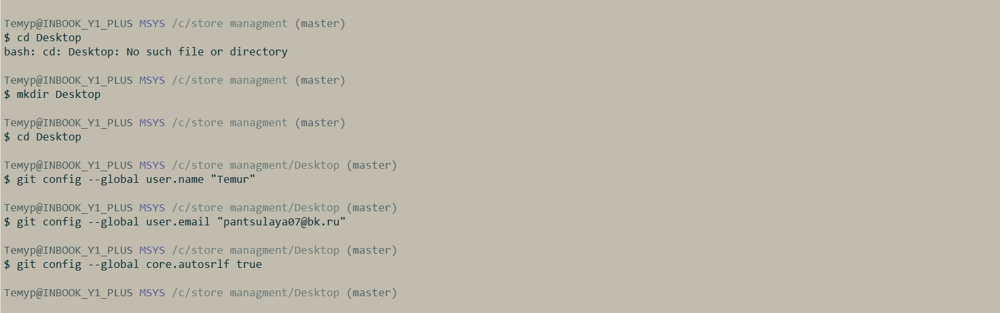 Темур@INBOOK_Y1_PLUS MSYS /c/store managment (master)
$ cd Desktop
bash: cd: Desktop: No such file or directory
Темур@INBOOK_Y1_PLUS MSYS /c/store managment (master)
$ mkdir Desktop
Темур@INBOOK_Y1_PLUS MSYS /c/store managment (master)
$ cd Desktop
Темур@INBOOK_Y1_PLUS MSYS /c/store managment/Desktop (master)
$ git config --global user.name "Temur"
Темур@INBOOK_Y1_PLUS MSYS /c/store managment/Desktop (master)
$ git config --global user.email "pantsulaya07@bk.ru"
Темур@INBOOK_Y1_PLUS MSYS /c/store managment/Desktop (master)
$ git config --global core.autosrlf true
Темур@INBOOK_Y1_PLUS MSYS /c/store managment/Desktop (master)